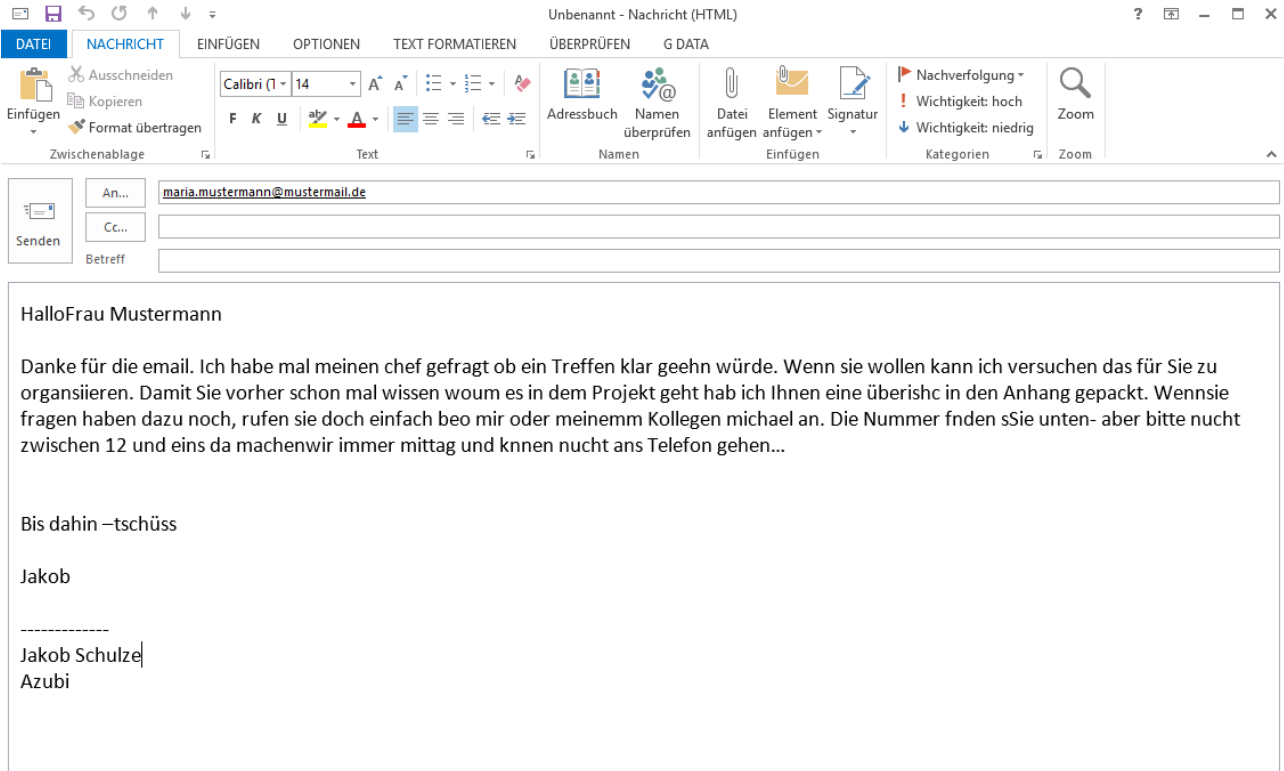 Unbenannt - Nachricht (HTML)
?
DATEI NACHRICHT EINFÜGEN OPTIONEN TEXT FORMATIEREN ÜBERPRÜFEN G DATA
Einfügen
Ausschneiden
Kopieren
Format übertragen
Zwischenablage
Calibri (T 14
F K U
Text
Adressbuch
Namen überprüfen
Namen
Datei anfügen
Element anfügen
Signatur
Einfügen
Nachverfolgung
Wichtigkeit: hoch
Wichtigkeit: niedrig
Kategorien
Zoom
Zoom
Senden
An... maria.mustermann@mustermail.de
Cc...
Betreff
HalloFrau Mustermann
Danke für die email. Ich habe mal meinen chef gefragt ob ein Treffen klar geehn würde. Wenn sie wollen kann ich versuchen das für Sie zu
organsiieren. Damit Sie vorher schon mal wissen woum es in dem Projekt geht hab ich Ihnen eine überishc in den Anhang gepackt. Wennsie
fragen haben dazu noch, rufen sie doch einfach beo mir oder meinemm Kollegen michael an. Die Nummer fnden sSie unten- aber bitte nucht
zwischen 12 und eins da machenwir immer mittag und knnen nucht ans Telefon gehen...
Bis dahin –tschüss
Jakob
-------------
Jakob Schulze
Azubi